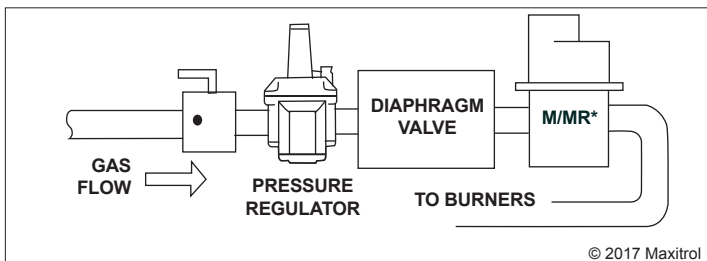 DIAPHRAGM
VALVE
M/MR*
GAS
FLOW
PRESSURE
REGULATOR
TO BURNERS
© 2017 Maxitrol